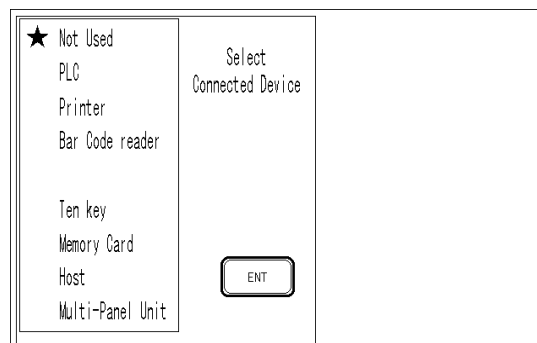 ★ Not Used
PLC
Printer
Bar Code reader
Ten key
Memory Card
Host
Multi-Panel Unit
Select
Connected Device
ENT